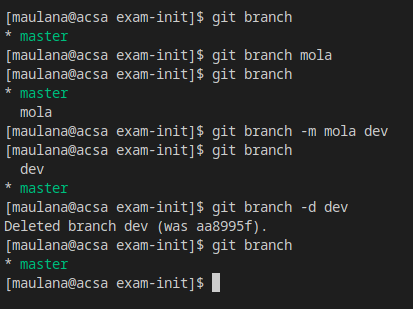 [maulana@acsa exam-init]$ git branch
* master
[maulana@acsa exam-init]$ git branch mola
[maulana@acsa exam-init]$ git branch
* master
  mola
[maulana@acsa exam-init]$ git branch -m mola dev
[maulana@acsa exam-init]$ git branch
  dev
* master
[maulana@acsa exam-init]$ git branch -d dev
Deleted branch dev (was aa8995f).
[maulana@acsa exam-init]$ git branch
* master
[maulana@acsa exam-init]$